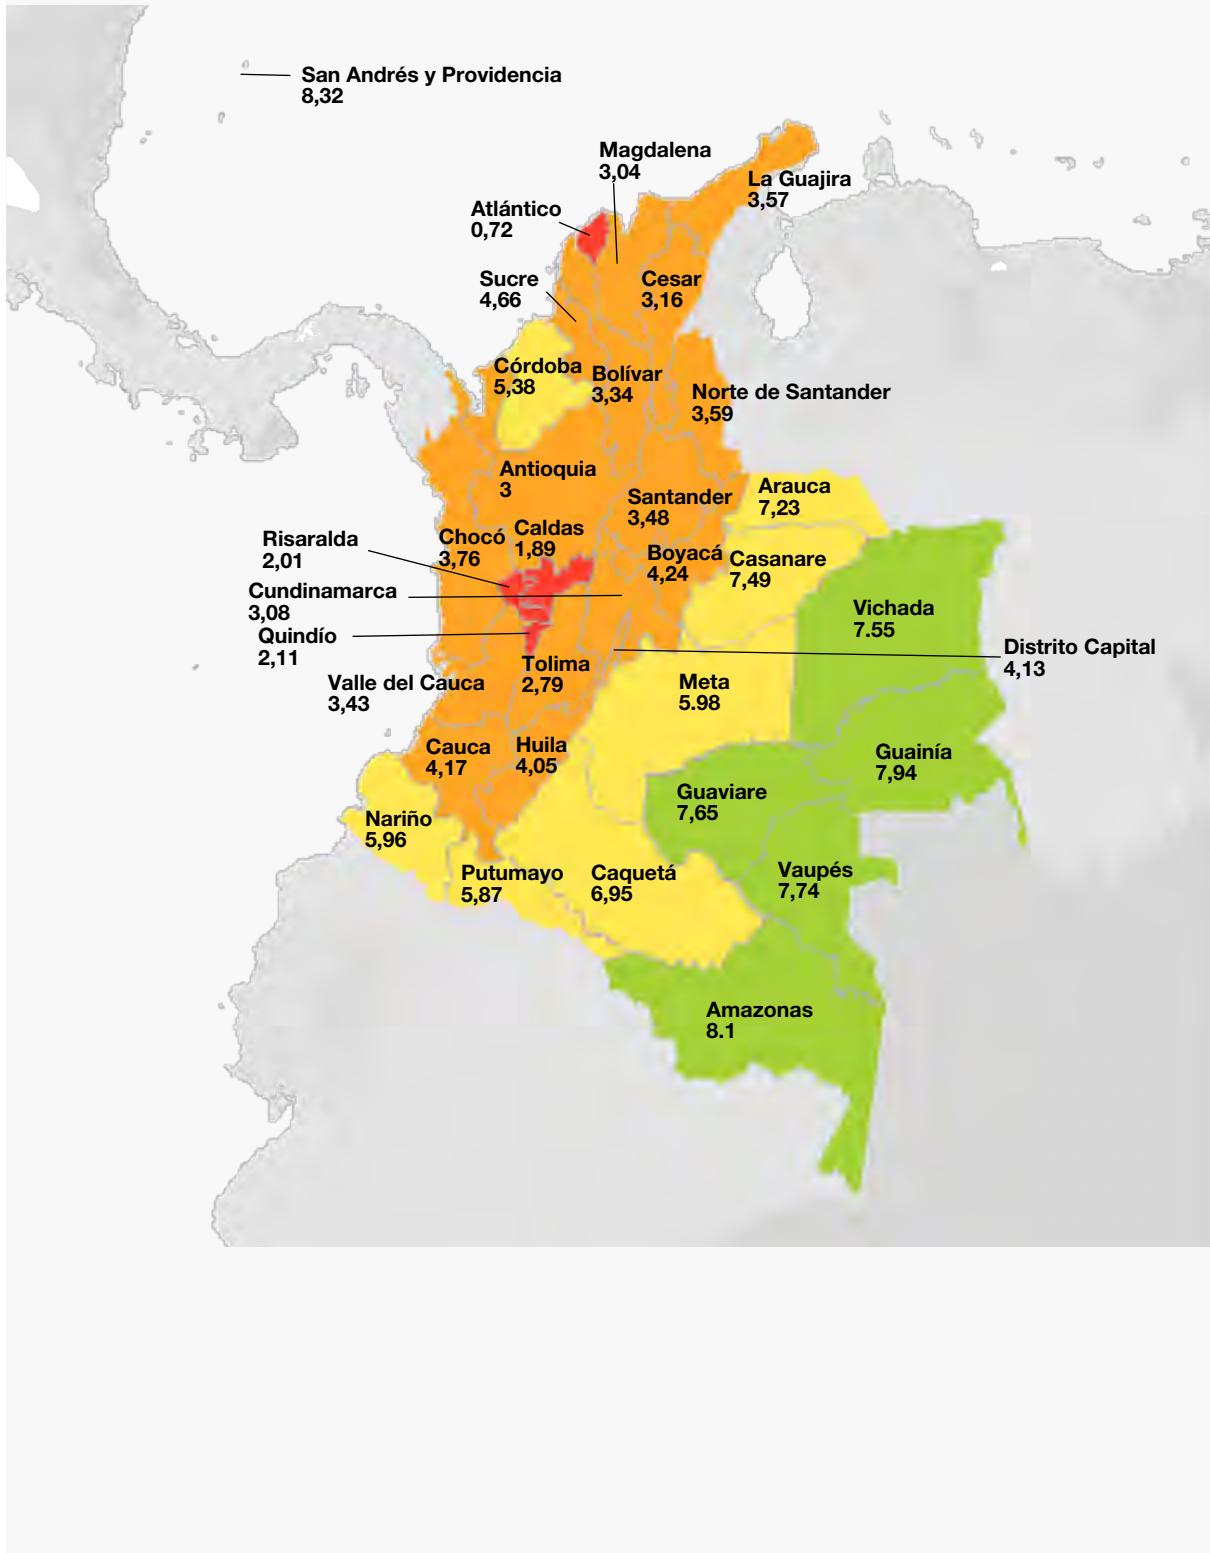 San Andrés y Providencia
8,32
Magdalena
3,04
La Guajira
3,57
Atlántico
0,72
Sucre
4,66
Cesar
3,16
Córdoba
5,38
Bolívar
3,34
Norte de Santander
3,59
Antioquia
3
Santander
3,48
Arauca
7,23
Risaralda
2,01
Chocó
3,76
Caldas
1,89
Boyacá
4,24
Casanare
7,49
Cundinamarca
3,08
Vichada
7.55
Quindío
2,11
Distrito Capital
4,13
Tolima
2,79
Valle del Cauca
3,43
Meta
5.98
Cauca
4,17
Huila
4,05
Guainía
7,94
Guaviare
7,65
Nariño
5,96
Putumayo
5,87
Caquetá
6,95
Vaupés
7,74
Amazonas
8.1